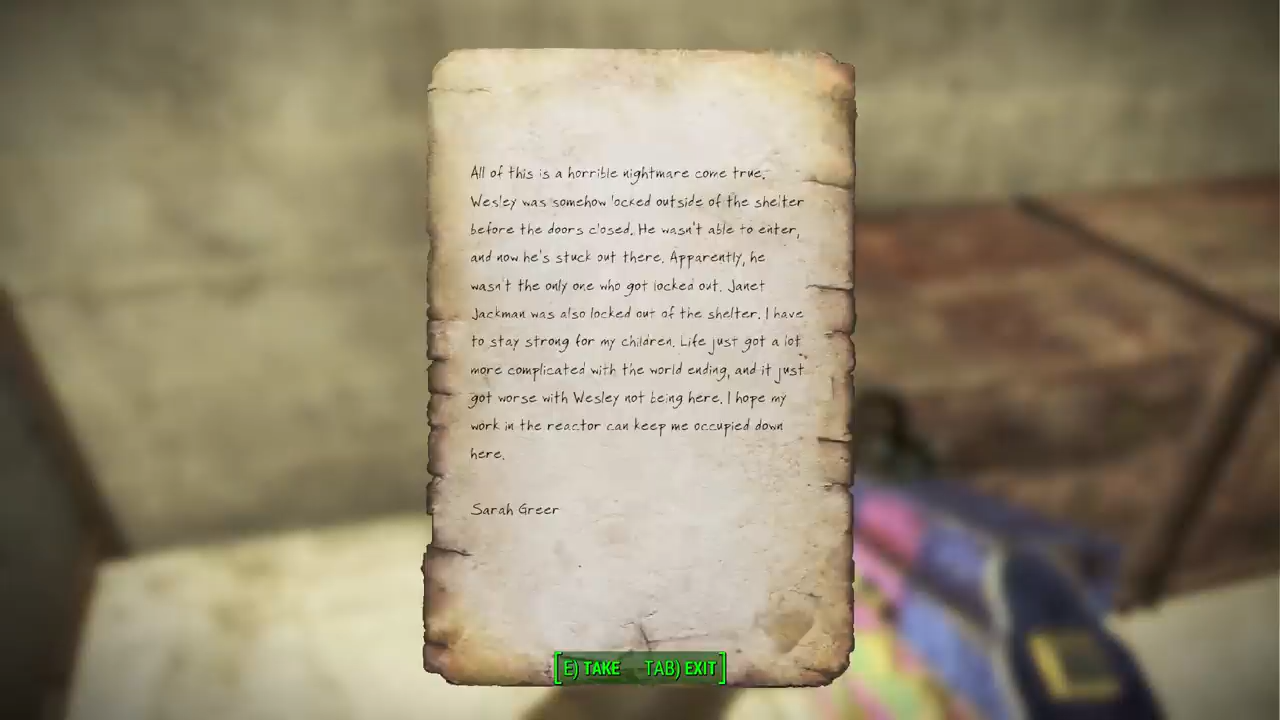 All of this is a horrible nightmare come true.
Wesley was somehow locked outside of the shelter
before the doors closed. He wasn't able to enter,
and now he's stuck out there. Apparently, he
wasn't the only one who got locked out. Janet
Jackman was also locked out of the shelter. I have
to stay strong for my children. Life just got a lot
more complicated with the world ending, and it just
got worse with Wesley not being here. I hope my
work in the reactor can keep me occupied down
here.
Sarah Greer
E) TAKE TAB) EXIT